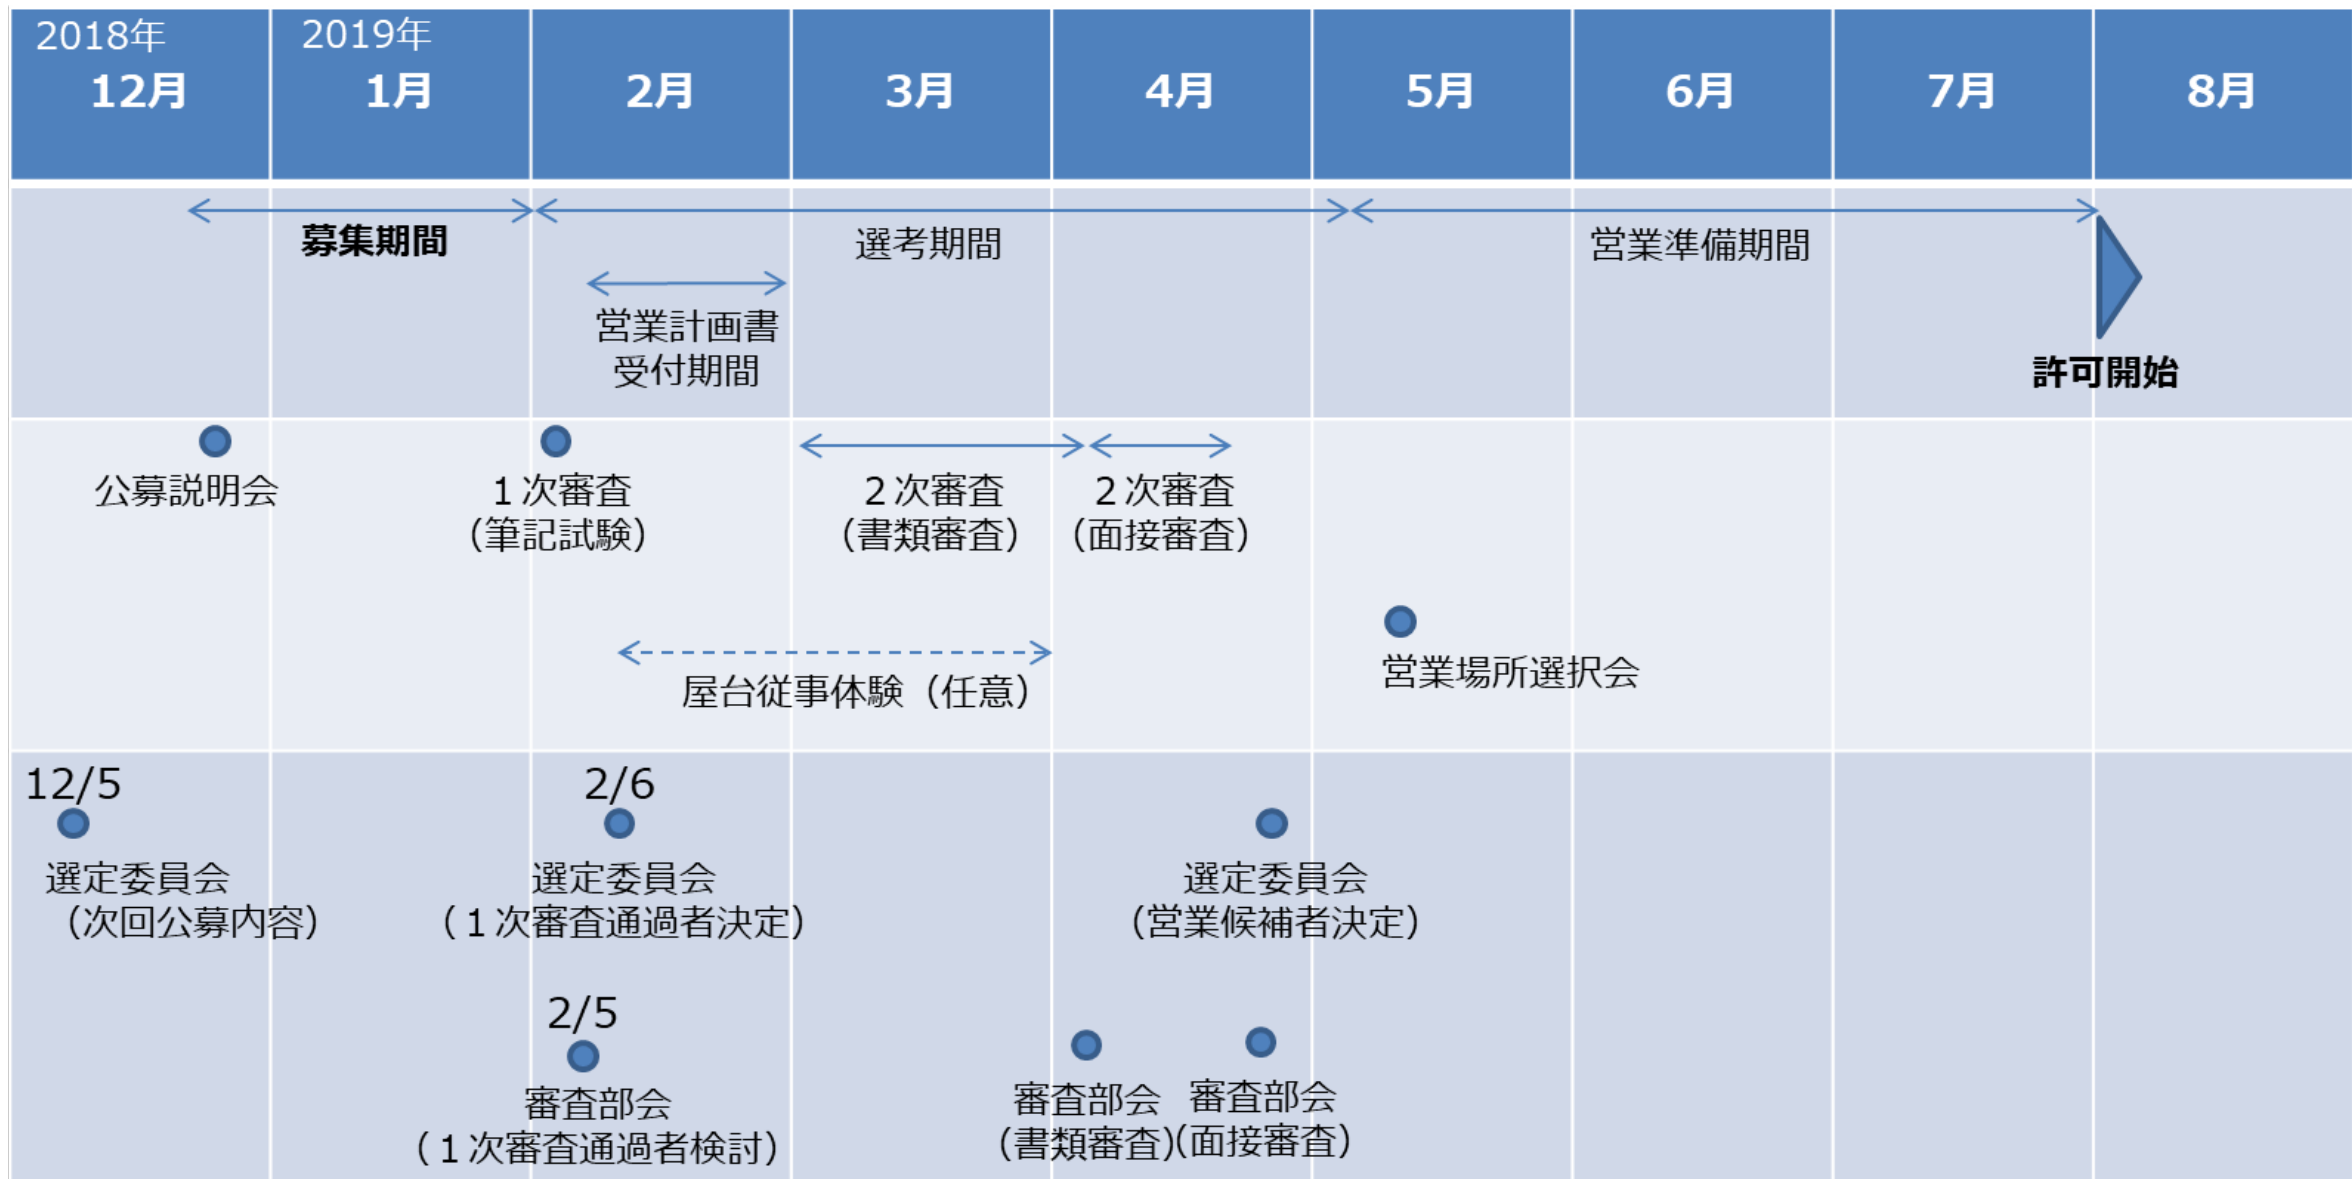 2018年
12月
2019年
1月
2月
3月
4月
5月
6月
7月
8月
募集期間
選考期間
営業準備期間
営業計画書
受付期間
許可開始
公募説明会
１次審査
（筆記試験）
２次審査
（書類審査）
２次審査
（面接審査）
屋台従事体験（任意）
営業場所選択会
12/5
選定委員会
（次回公募内容）
2/6
選定委員会
（１次審査通過者決定）
選定委員会
（営業候補者決定）
2/5
審査部会
（１次審査通過者検討）
審査部会
（書類審査）
審査部会
（面接審査）